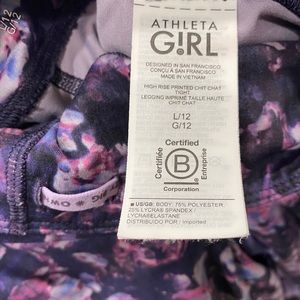 L/12
G/12
ATHLETA
GIRL
DESIGNED IN SAN FRANCISCO
CONÇU À SAN FRANCISCO
MADE IN VIETNAM
HIGH RISE PRINTED CHIT CHAT
TIGHT
LEGGING IMPRIMÉ TAILLE HAUTE
CHIT CHAT
L/12
G/12
Certified
Certifiée
B
Entreprise
Corporation
US/GB: BODY: 75% POLYESTER
25% LYCRA® SPANDEX /
LYCRA®ELASTANE
DISTRIBUIDO POR: / Imported